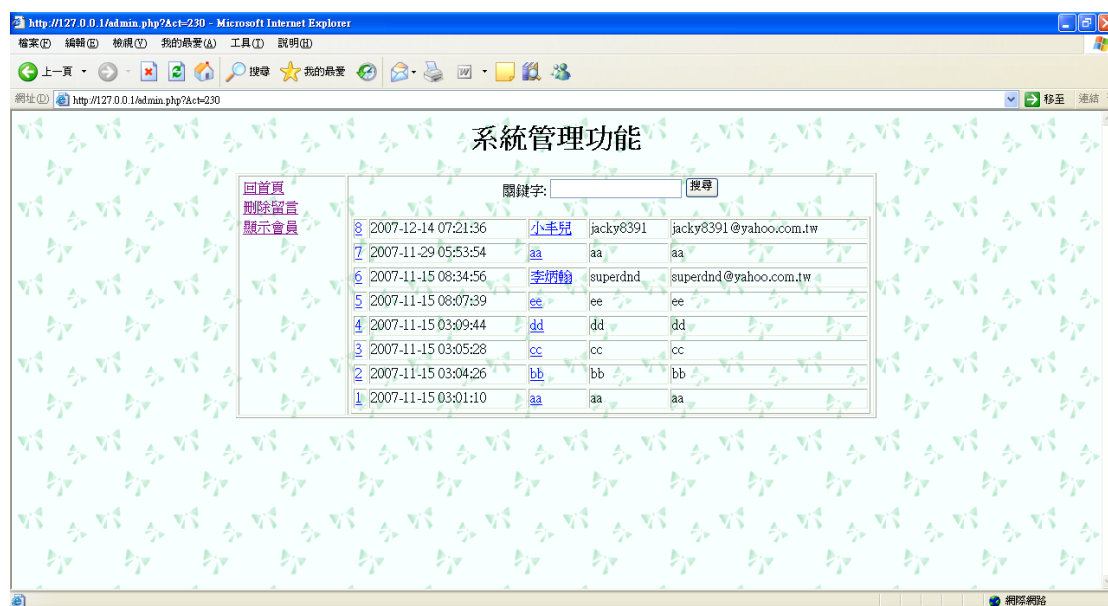 http://127.0.0.1/admin.php?Act=230 - Microsoft Internet Explorer
檔案(F) 編輯(E) 檢視(V) 我的最愛(A) 工具(T) 說明(H)
上一頁 搜尋 我的最愛
網址(D) http://127.0.0.1/admin.php?Act=230 移至 連結
系統管理功能
回首頁
刪除留言
顯示會員
關鍵字: 搜尋
8 2007-12-14 07:21:36 小丰兒 jacky8391 jacky8391@yahoo.com.tw
7 2007-11-29 05:53:54 aa aa aa
6 2007-11-15 08:34:56 李炳翰 superdnd superdnd@yahoo.com.tw
5 2007-11-15 08:07:39 ee ee ee
4 2007-11-15 03:09:44 dd dd dd
3 2007-11-15 03:05:28 cc cc cc
2 2007-11-15 03:04:26 bb bb bb
1 2007-11-15 03:01:10 aa aa aa
網際網路